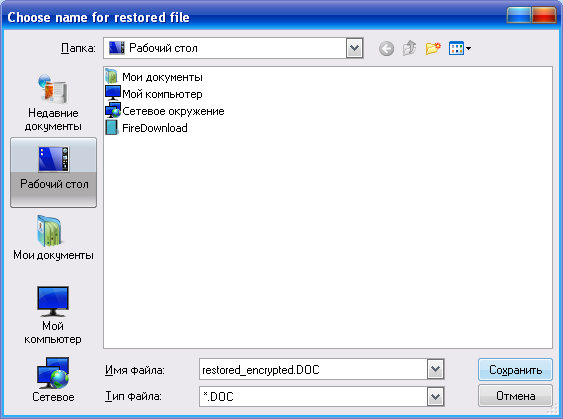 Choose name for restored file
Папка:
Рабочий стол
Недавние
документы
Рабочий стол
Мои документы
Мой
компьютер
Сетевое
Мои документы
Мой компьютер
Сетевое окружение
FireDownload
Имя файла:
restored_encrypted.DOC
Сохранить
Тип файла:
*.DOC
Отмена